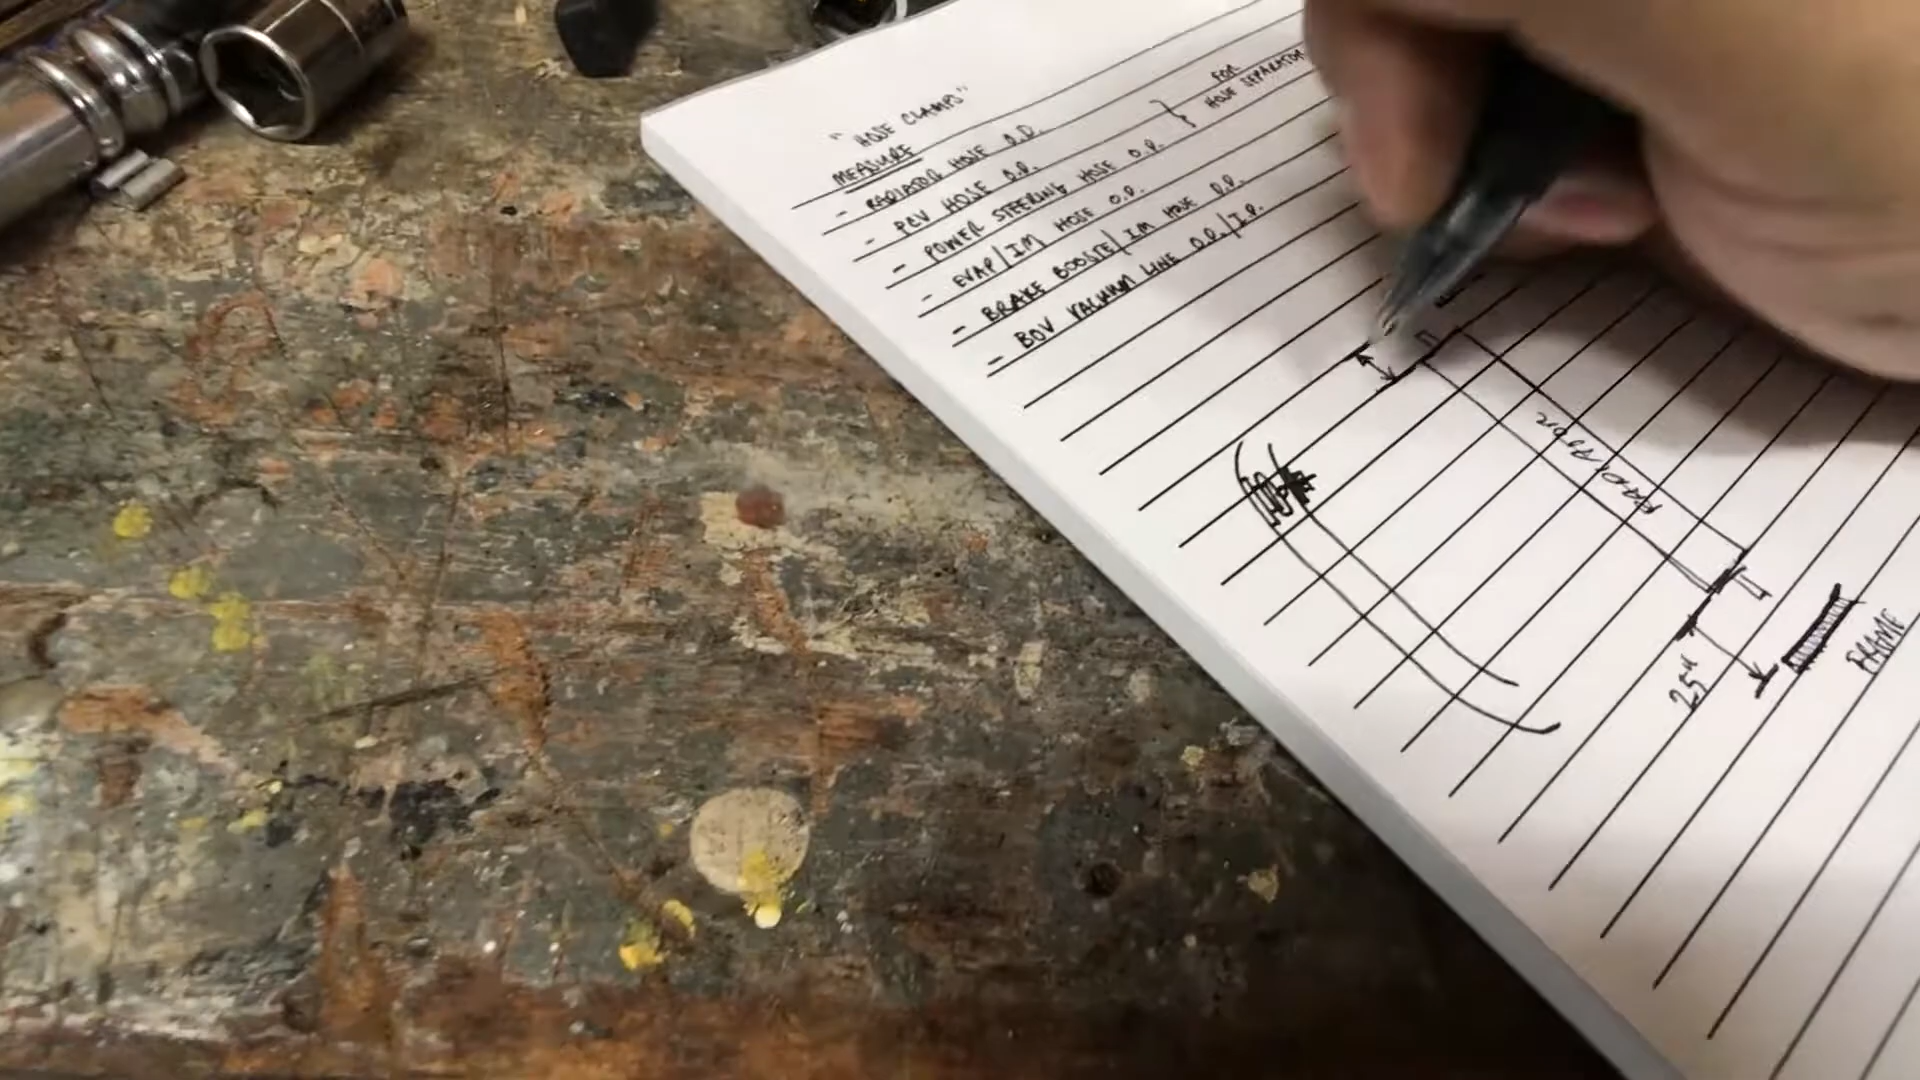 "HOSE CLAMPS"
MEASURE
- RADIATOR HOSE O.D.
- PCV HOSE O.D.
- POWER STEERING HOSE O.D.
} FOR
HOSE SEPARATOR
- EVAP/IM HOSE O.D.
- BRAKE BOOSTE/IM HOSE O.D.
- BOV VACUUM LINE O.D./I.D.
RADIATOR
25"
FRAME